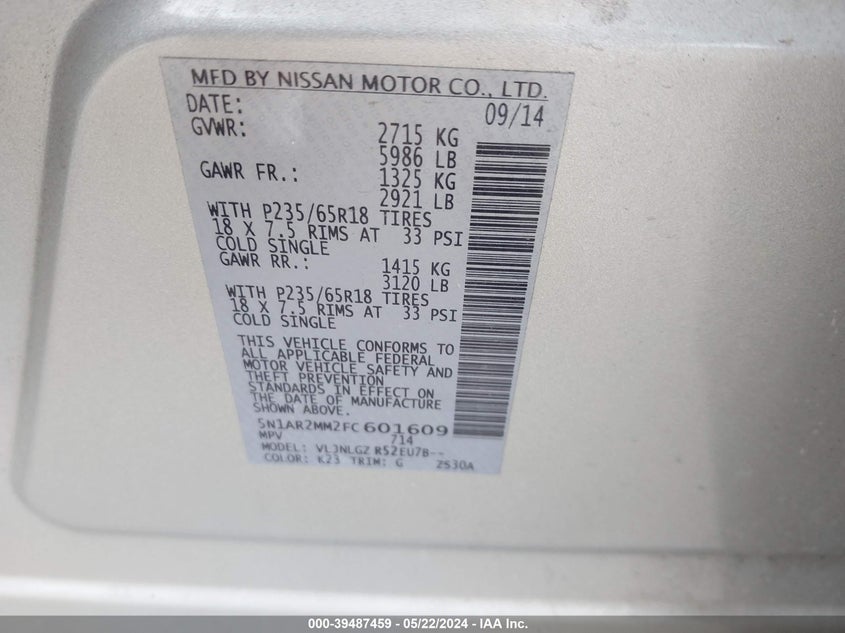 MFD BY NISSAN MOTOR CO., LTD.
DATE: 09/14
GVWR: 2715 KG
5986 LB
GAWR FR.: 1325 KG
2921 LB
WITH P235/65R18 TIRES
18 X 7.5 RIMS AT 33 PSI
COLD SINGLE
GAWR RR.: 1415 KG
3120 LB
WITH P235/65R18 TIRES
18 X 7.5 RIMS AT 33 PSI
COLD SINGLE
THIS VEHICLE CONFORMS TO
ALL APPLICABLE FEDERAL
MOTOR VEHICLE SAFETY AND
THEFT PREVENTION
STANDARDS IN EFFECT ON
THE DATE OF MANUFACTURE
SHOWN ABOVE.
5N1AR2MM2FC601609
MPV 714
MODEL: VLJNLGZ R52EU7B--
COLOR: K23 TRIM: G ZS30A
000-39487459 - 05/22/2024 - IAA Inc.